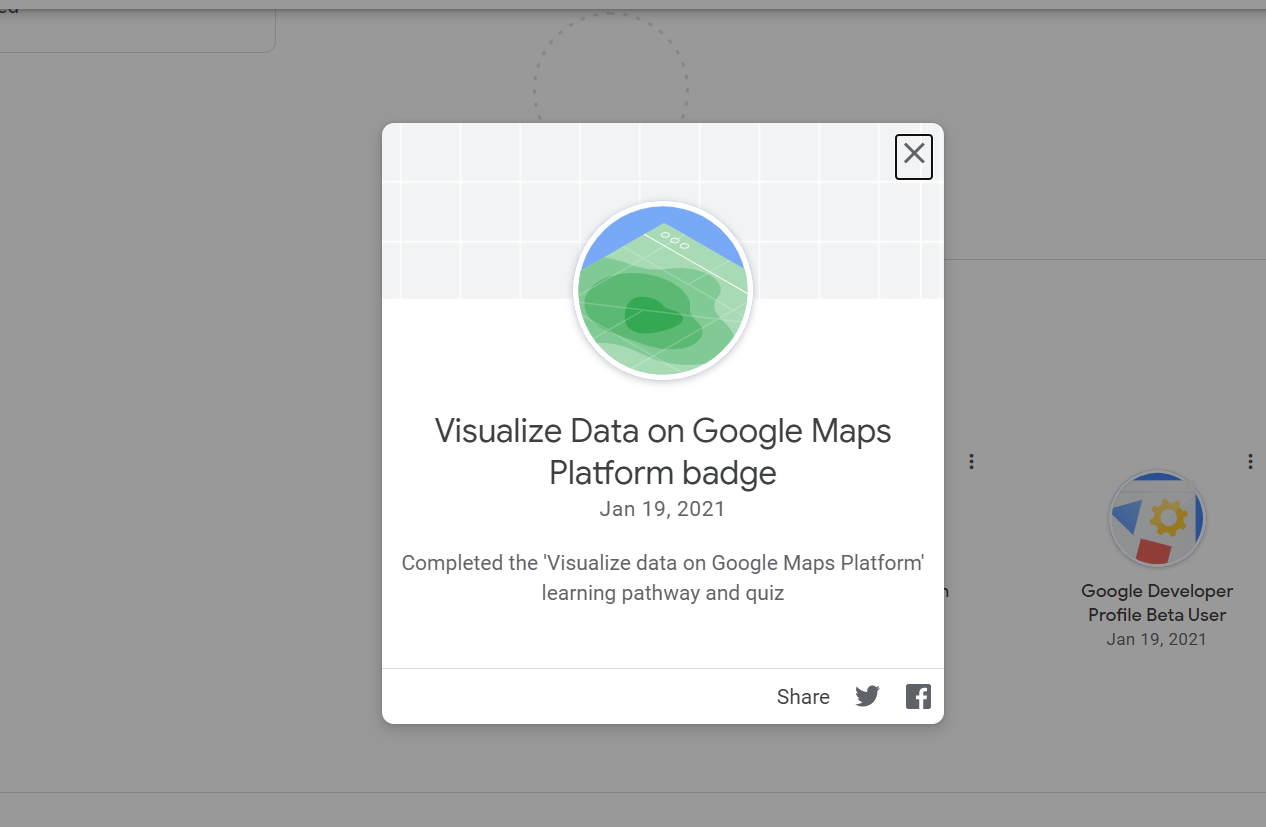 Visualize Data on Google Maps
Platform badge
Jan 19, 2021
Completed the 'Visualize data on Google Maps Platform'
learning pathway and quiz
Share
Google Developer
Profile Beta User
Jan 19, 2021